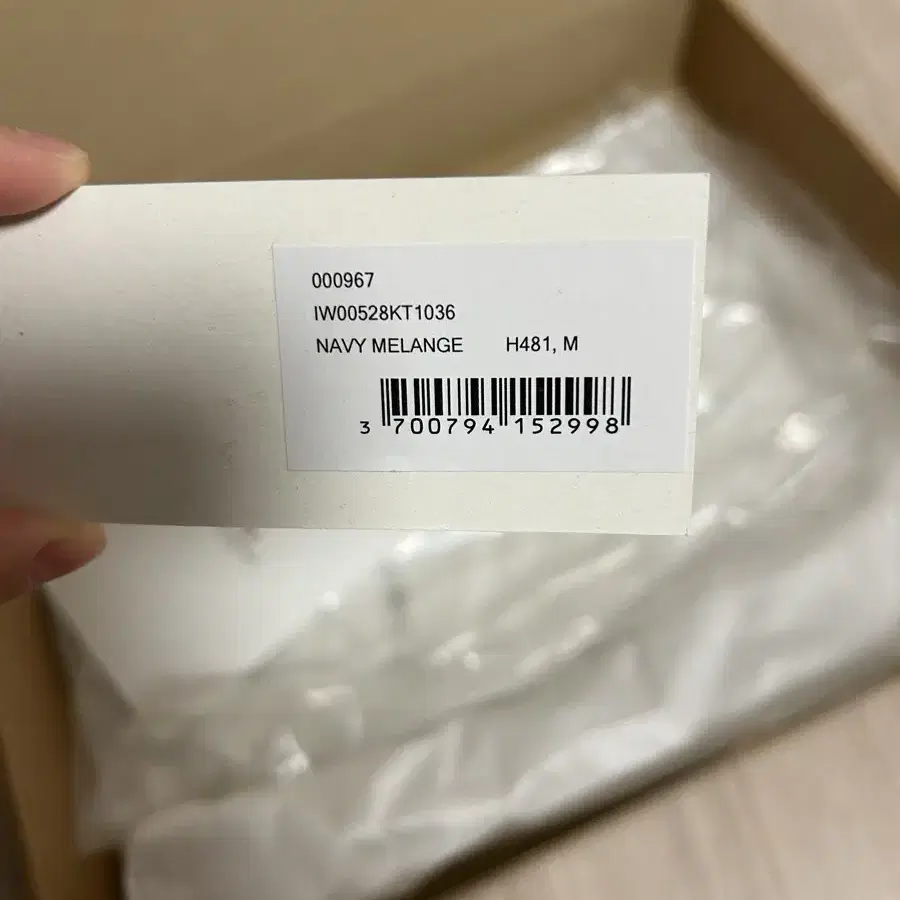 000967
IW00528KT1036
NAVY MELANGE H481, M
3 700794 152998